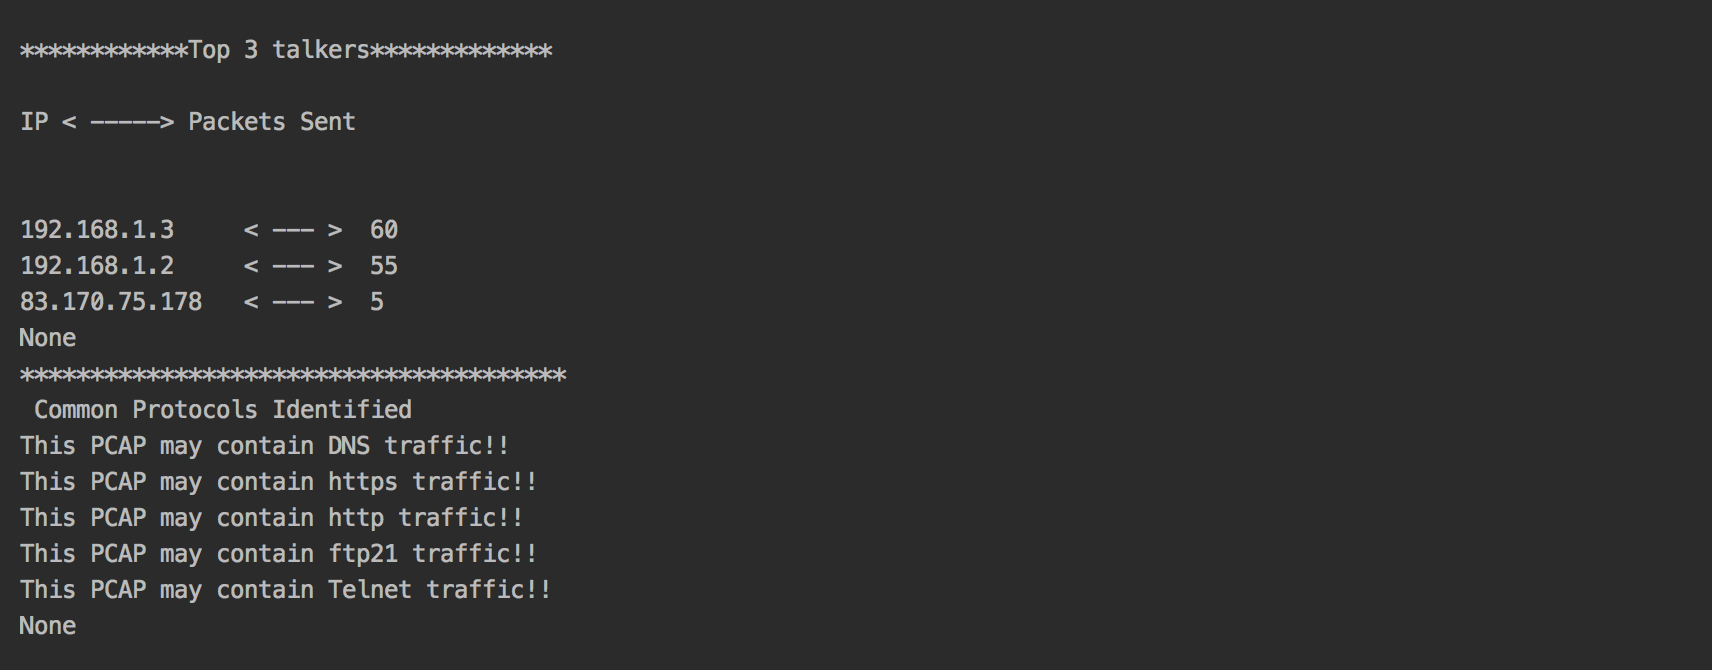 ************Top 3 talkers*************
IP < -----> Packets Sent
192.168.1.3     < --- >  60
192.168.1.2     < --- >  55
83.170.75.178   < --- >  5
None
***************************************
 Common Protocols Identified
This PCAP may contain DNS traffic!!
This PCAP may contain https traffic!!
This PCAP may contain http traffic!!
This PCAP may contain ftp21 traffic!!
This PCAP may contain Telnet traffic!!
None